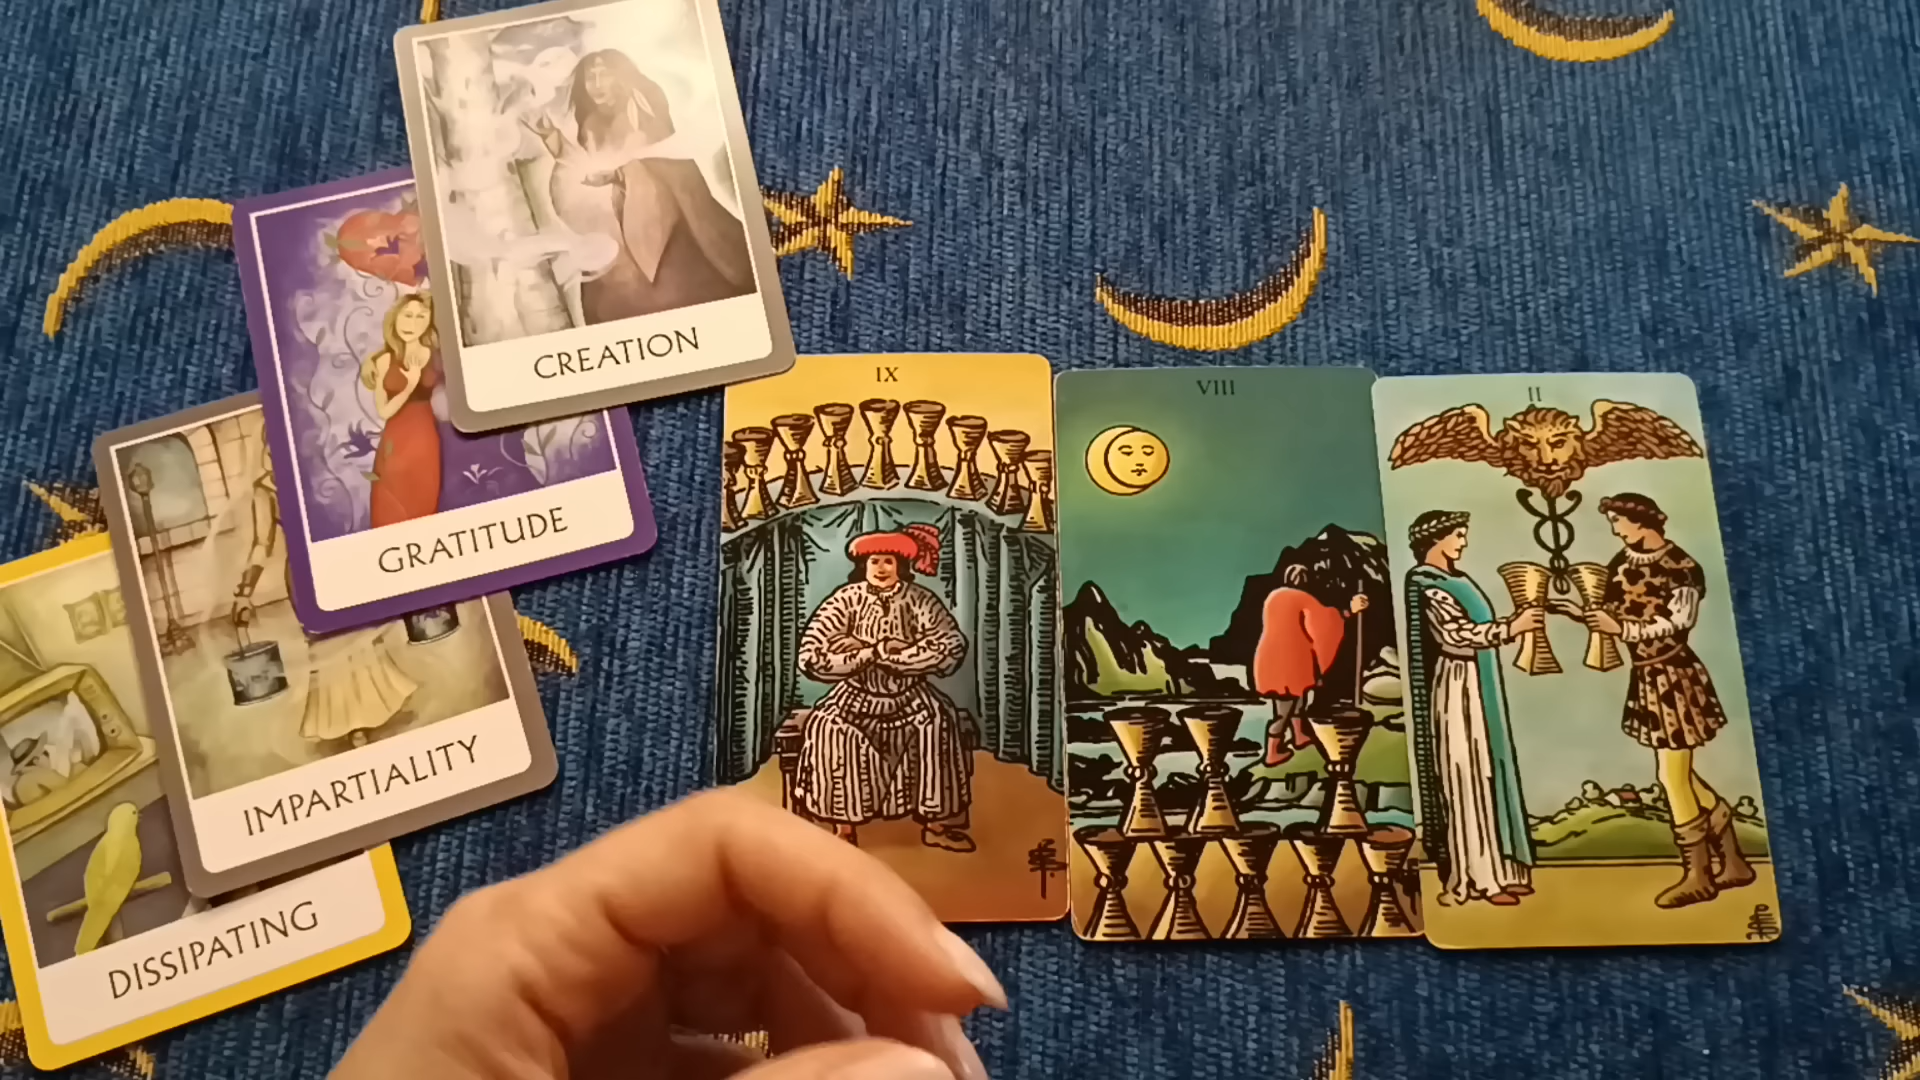 CREATION
GRATITUDE
IMPARTIALITY
DISSIPATING
IX
VIII
II